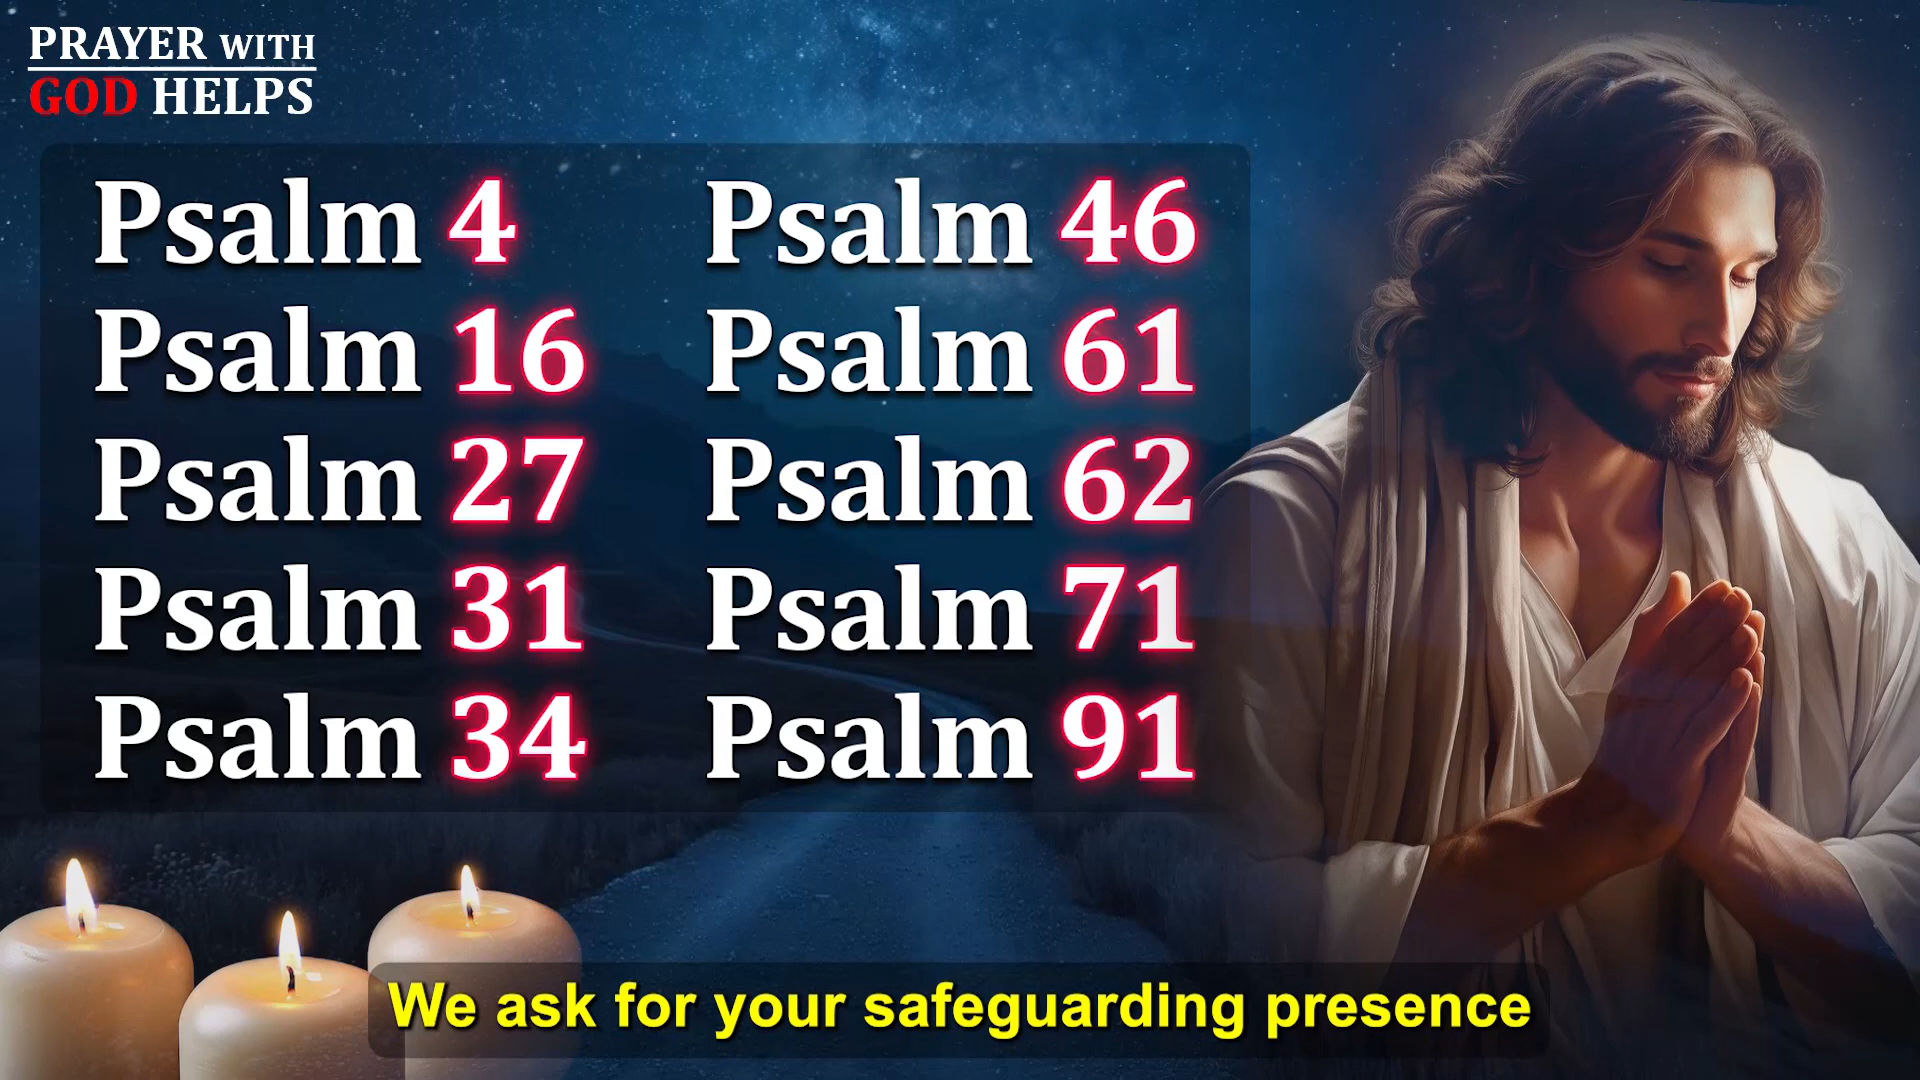 PRAYER WITH
GOD HELPS
Psalm 4
Psalm 16
Psalm 27
Psalm 31
Psalm 34
Psalm 46
Psalm 61
Psalm 62
Psalm 71
Psalm 91
We ask for your safeguarding presence